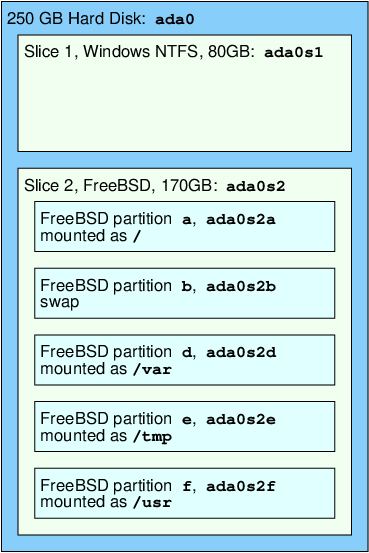 250 GB Hard Disk: ada0
Slice 1, Windows NTFS, 80GB: ada0s1
Slice 2, FreeBSD, 170GB: ada0s2
FreeBSD partition a, ada0s2a
mounted as /
FreeBSD partition b, ada0s2b
swap
FreeBSD partition d, ada0s2d
mounted as /var
FreeBSD partition e, ada0s2e
mounted as /tmp
FreeBSD partition f, ada0s2f
mounted as /usr